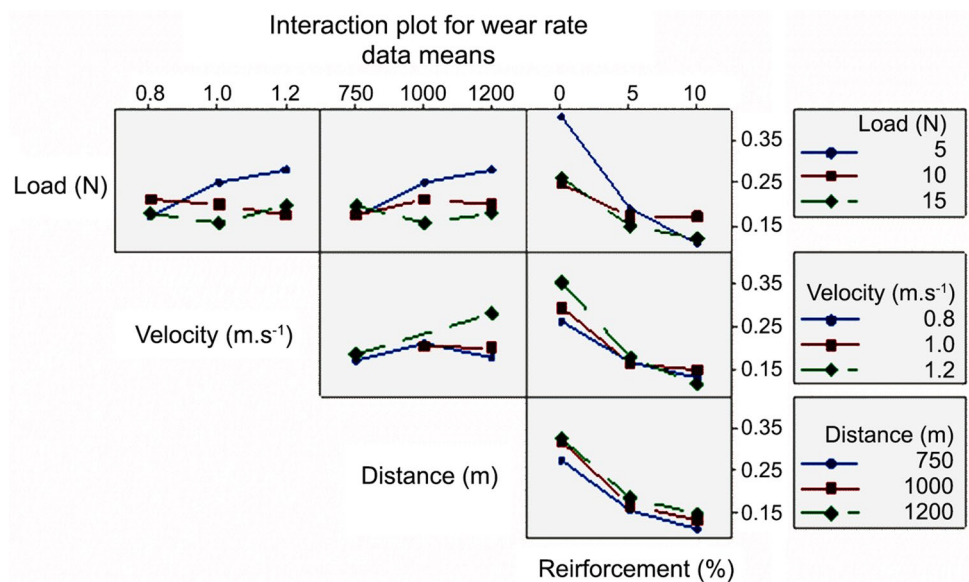 Interaction plot for wear rate
data means
0.8 1.0 1.2 750 1000 1200 0 5 10
Load (N)
0.35
0.25
0.15
Load (N)
5
10
15
Velocity (m.s⁻¹)
0.35
0.25
0.15
Velocity (m.s⁻¹)
0.8
1.0
1.2
Distance (m)
0.35
0.25
0.15
Distance (m)
750
1000
1200
Reirforcement (%)